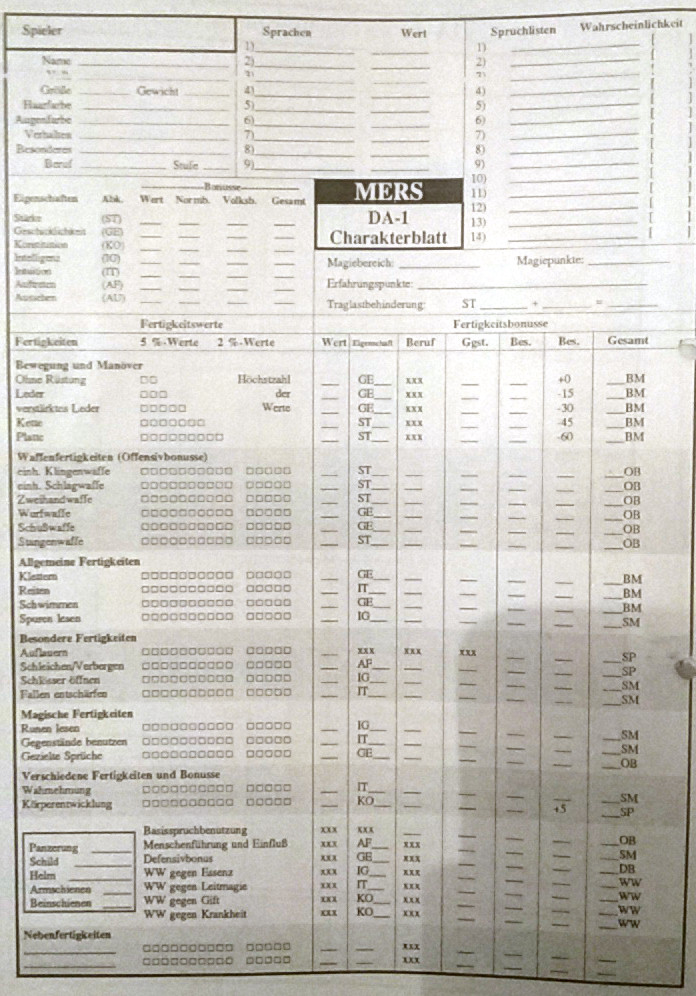 Spieler
Name
Größe Gewicht
Haarfarbe
Augenfarbe
Verhalten
Besonderes
Beruf Stufe
Sprachen Wert
1)
2)
3)
4)
5)
6)
7)
8)
9)
Spruchlisten Wahrscheinlichkeit
1) [ ]
2) [ ]
3) [ ]
4) [ ]
5) [ ]
6) [ ]
7) [ ]
8) [ ]
9) [ ]
10) [ ]
11) [ ]
12) [ ]
13) [ ]
14) [ ]
MERS
DA-1
Charakterblatt
Bonusse
Eigenschaften Abk. Wert Normb. Volksb. Gesamt
Stärke (ST)
Geschicklichkeit (GE)
Konstitution (KO)
Intelligenz (IG)
Intuition (IT)
Auftreten (AF)
Aussehen (AU)
Magiebereich: Magiepunkte:
Erfahrungspunkte:
Traglastbehinderung: ST + =
Fertigkeitswerte Fertigkeitsbonusse
Fertigkeiten 5 %-Werte 2 %-Werte Wert Eigenschaft Beruf Ggst. Bes. Bes. Gesamt
Bewegung und Manöver
Ohne Rüstung Höchstzahl GE xxx +0 BM
Leder der GE xxx -15 BM
verstärktes Leder Werte GE xxx -30 BM
Kette ST xxx -45 BM
Platte ST xxx -60 BM
Waffenfertigkeiten (Offensivbonusse)
einh. Klingenwaffe ST OB
einh. Schlagwaffe ST OB
Zweihandwaffe ST OB
Wurfwaffe GE OB
Schußwaffe GE OB
Stangenwaffe ST OB
Allgemeine Fertigkeiten
Klettern GE BM
Reiten IT BM
Schwimmen GE BM
Spuren lesen IG SM
Besondere Fertigkeiten
Auflauern xxx xxx xxx SP
Schleichen/Verbergen AF SP
Schlösser öffnen IG SM
Fallen entschärfen IT SM
Magische Fertigkeiten
Runen lesen IG SM
Gegenstände benutzen IT SM
Gezielte Sprüche GE OB
Verschiedene Fertigkeiten und Bonusse
Wahrnehmung IT SM
Körperentwicklung KO +5 SP
Panzerung
Schild
Helm
Armschienen
Beinschienen
Basisspruchbenutzung xxx xxx OB
Menschenführung und Einfluß xxx AF xxx SM
Defensivbonus xxx GE xxx DB
WW gegen Essenz xxx IG xxx WW
WW gegen Leitmagie xxx IT xxx WW
WW gegen Gift xxx KO xxx WW
WW gegen Krankheit xxx KO xxx WW
Nebenfertigkeiten
xxx
xxx